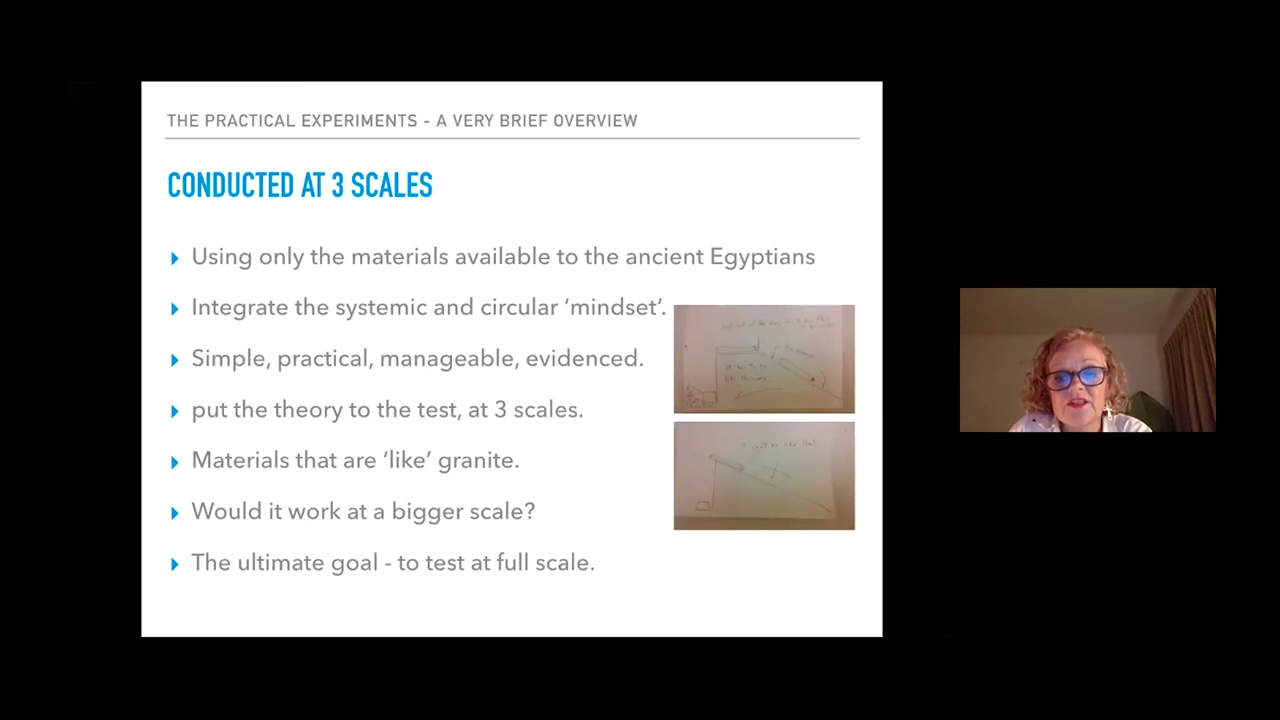 THE PRACTICAL EXPERIMENTS - A VERY BRIEF OVERVIEW
CONDUCTED AT 3 SCALES
Using only the materials available to the ancient Egyptians
Integrate the systemic and circular ‘mindset’.
Simple, practical, manageable, evidenced.
put the theory to the test, at 3 scales.
Materials that are ‘like’ granite.
Would it work at a bigger scale?
The ultimate goal - to test at full scale.
like that